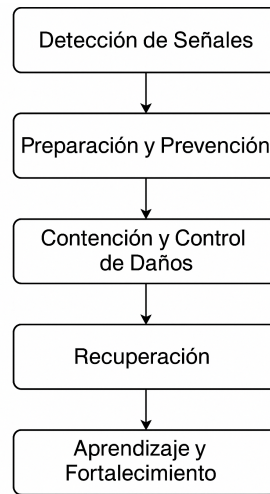 Detección de Señales
Preparación y Prevención
Contención y Control
de Daños
Recuperación
Aprendizaje y
Fortalecimiento